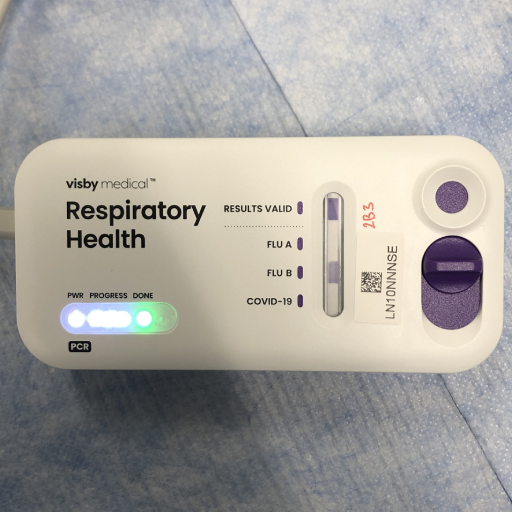 visby medical™
Respiratory
Health
RESULTS VALID
FLU A
FLU B
COVID-19
PWR PROGRESS DONE
PCR
2B3
LN10NNNSE